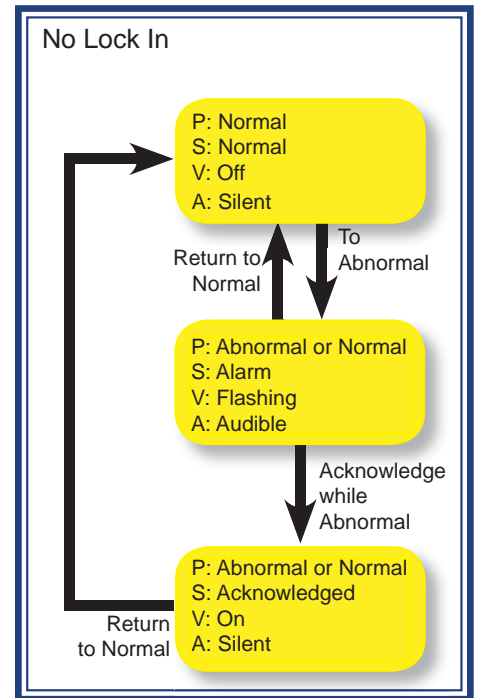 No Lock In
P: Normal
S: Normal
V: Off
A: Silent
Return to
Normal
To
Abnormal
P: Abnormal or Normal
S: Alarm
V: Flashing
A: Audible
Acknowledge
while
Abnormal
P: Abnormal or Normal
S: Acknowledged
V: On
A: Silent
Return
to Normal